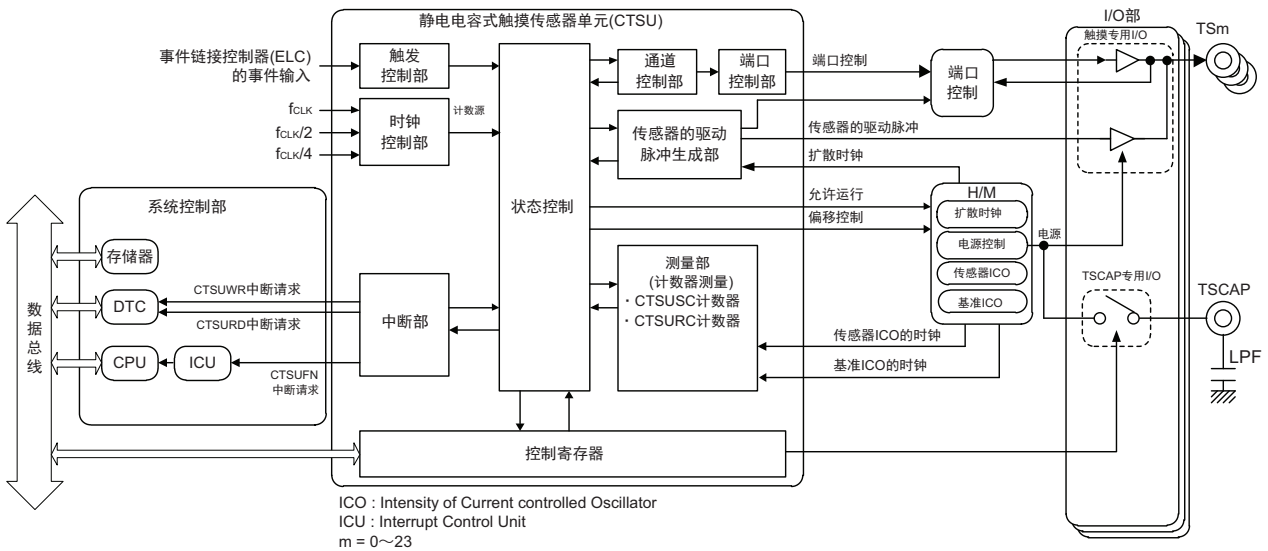 静电电容式触摸传感器单元(CTSU)
I/O部
触摸专用I/O
TSm
事件链接控制器(ELC)
的事件输入
触发
控制部
通道
控制部
端口
控制部
端口控制
端口
控制
fCLK
fCLK/2
fCLK/4
时钟
控制部
计数源
传感器的驱动
脉冲生成部
传感器的驱动脉冲
扩散时钟
H/M
系统控制部
状态控制
允许运行
偏移控制
扩散时钟
电源控制
传感器ICO
基准ICO
电源
存储器
测量部
(计数器测量)
・CTSUSC计数器
・CTSURC计数器
TSCAP专用I/O
TSCAP
数据总线
DTC
CTSUWR中断请求
CTSURD中断请求
中断部
传感器ICO的时钟
基准ICO的时钟
CPU
ICU
CTSUFN
中断请求
LPF
控制寄存器
ICO : Intensity of Current controlled Oscillator
ICU : Interrupt Control Unit
m = 0～23